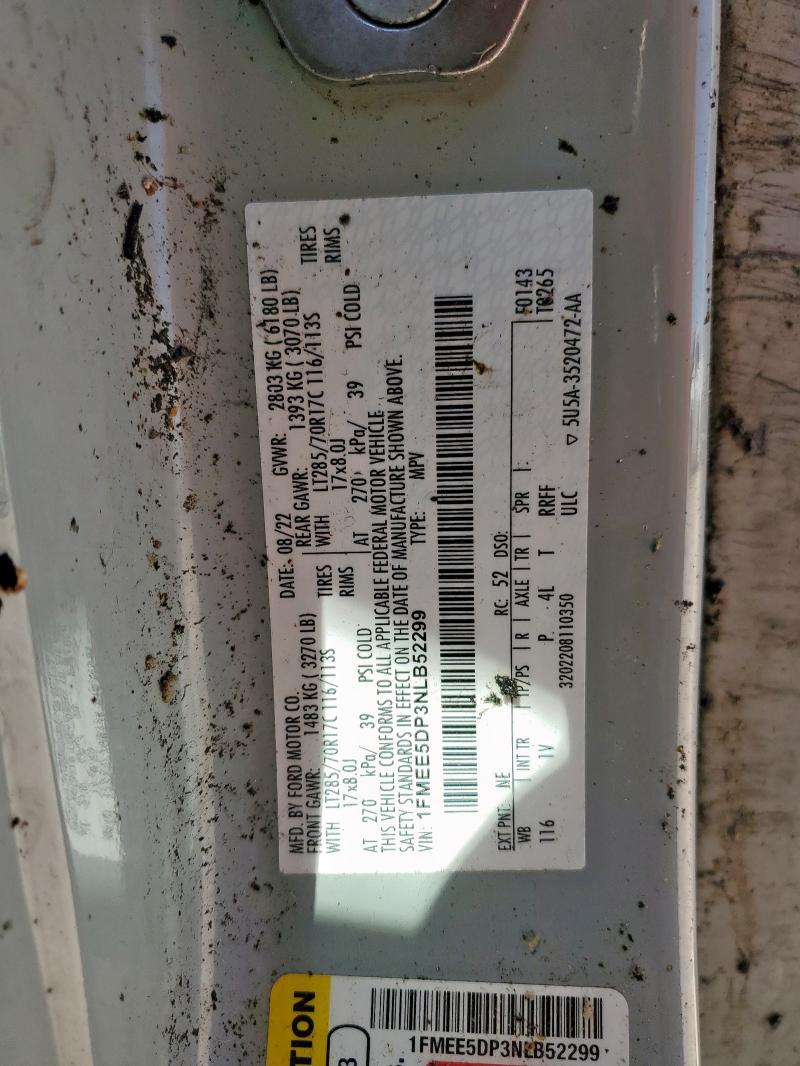 MFD. BY FORD MOTOR CO.
DATE: 08/22 GVWR: 2803 KG ( 6180 LB)
FRONT GAWR: 1483 KG ( 3270 LB) REAR GAWR: 1393 KG ( 3070 LB)
WITH LT285/70R17C 116/113S TIRES WITH LT285/70R17C 116/113S TIRES
17x8.0J RIMS 17x8.0J RIMS
AT 270 kPa/ 39 PSI COLD AT 270 kPa/ 39 PSI COLD
THIS VEHICLE CONFORMS TO ALL APPLICABLE FEDERAL MOTOR VEHICLE
SAFETY STANDARDS IN EFFECT ON THE DATE OF MANUFACTURE SHOWN ABOVE.
VIN: 1FMEE5DP3NLB52299 TYPE: MPV
EXT PNT: NE RC: 52 DSO: F0143
WB INT TR TP/PS R AXLE TR SPR T0265
116 1V P. 4L T RRFF
3202208110350 ULC ▽ 5U5A-3520472-AA
TION
1FMEE5DP3NLB52299